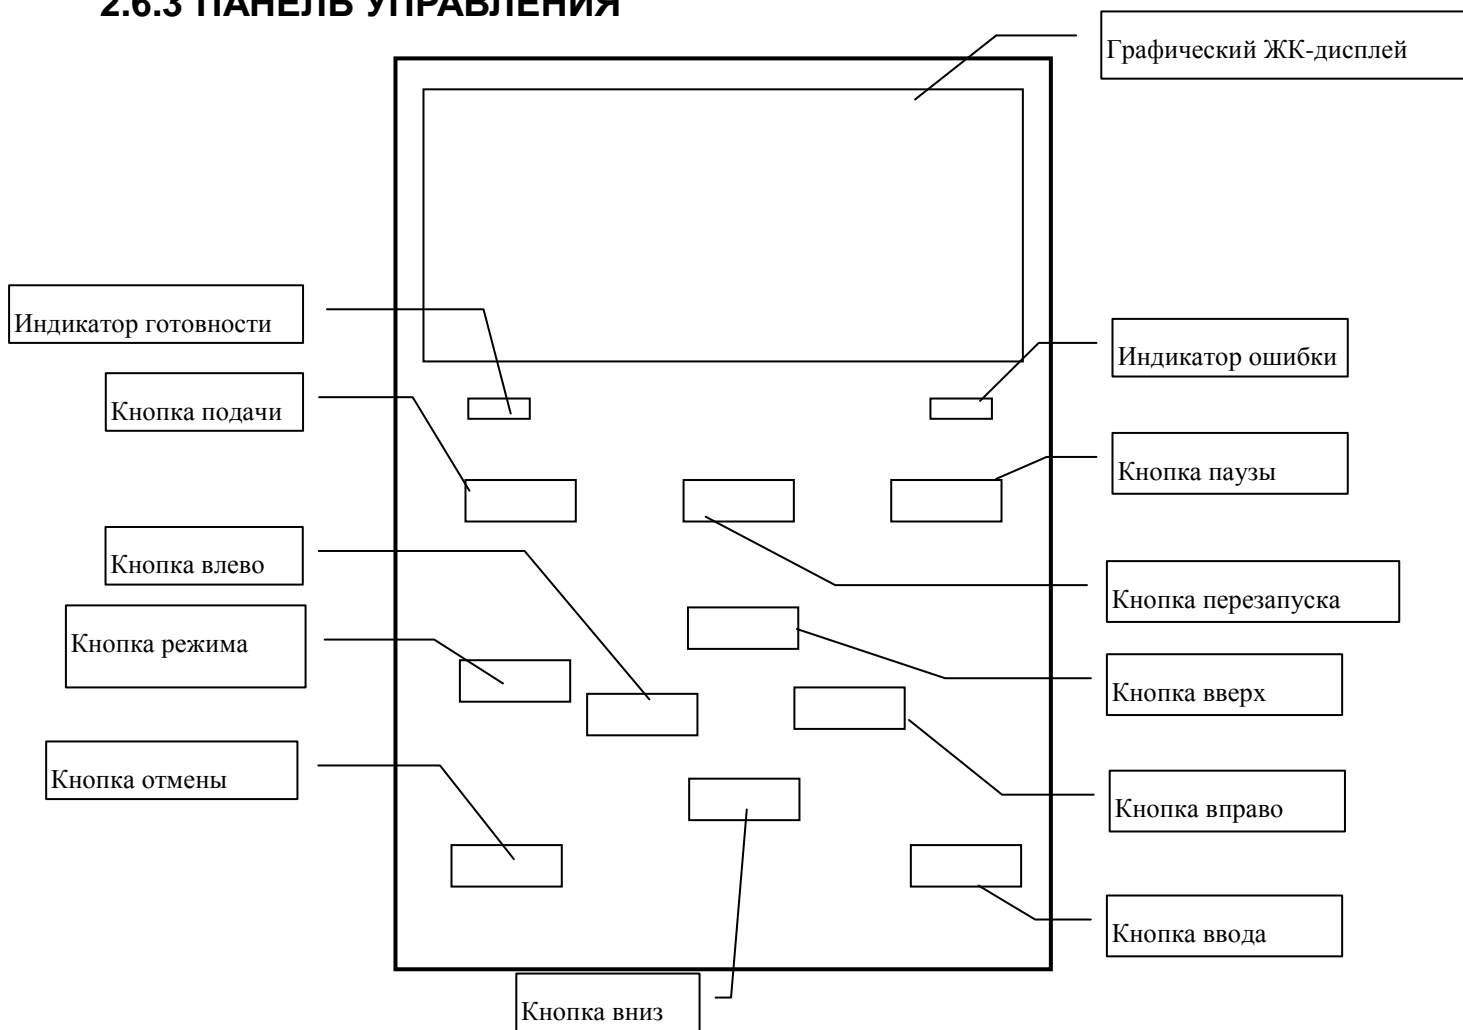 2.6.3 ПАНЕЛЬ УПРАВЛЕНИЯ
Графический ЖК-дисплей
Индикатор готовности
Индикатор ошибки
Кнопка подачи
Кнопка паузы
Кнопка влево
Кнопка перезапуска
Кнопка режима
Кнопка вверх
Кнопка отмены
Кнопка вправо
Кнопка ввода
Кнопка вниз